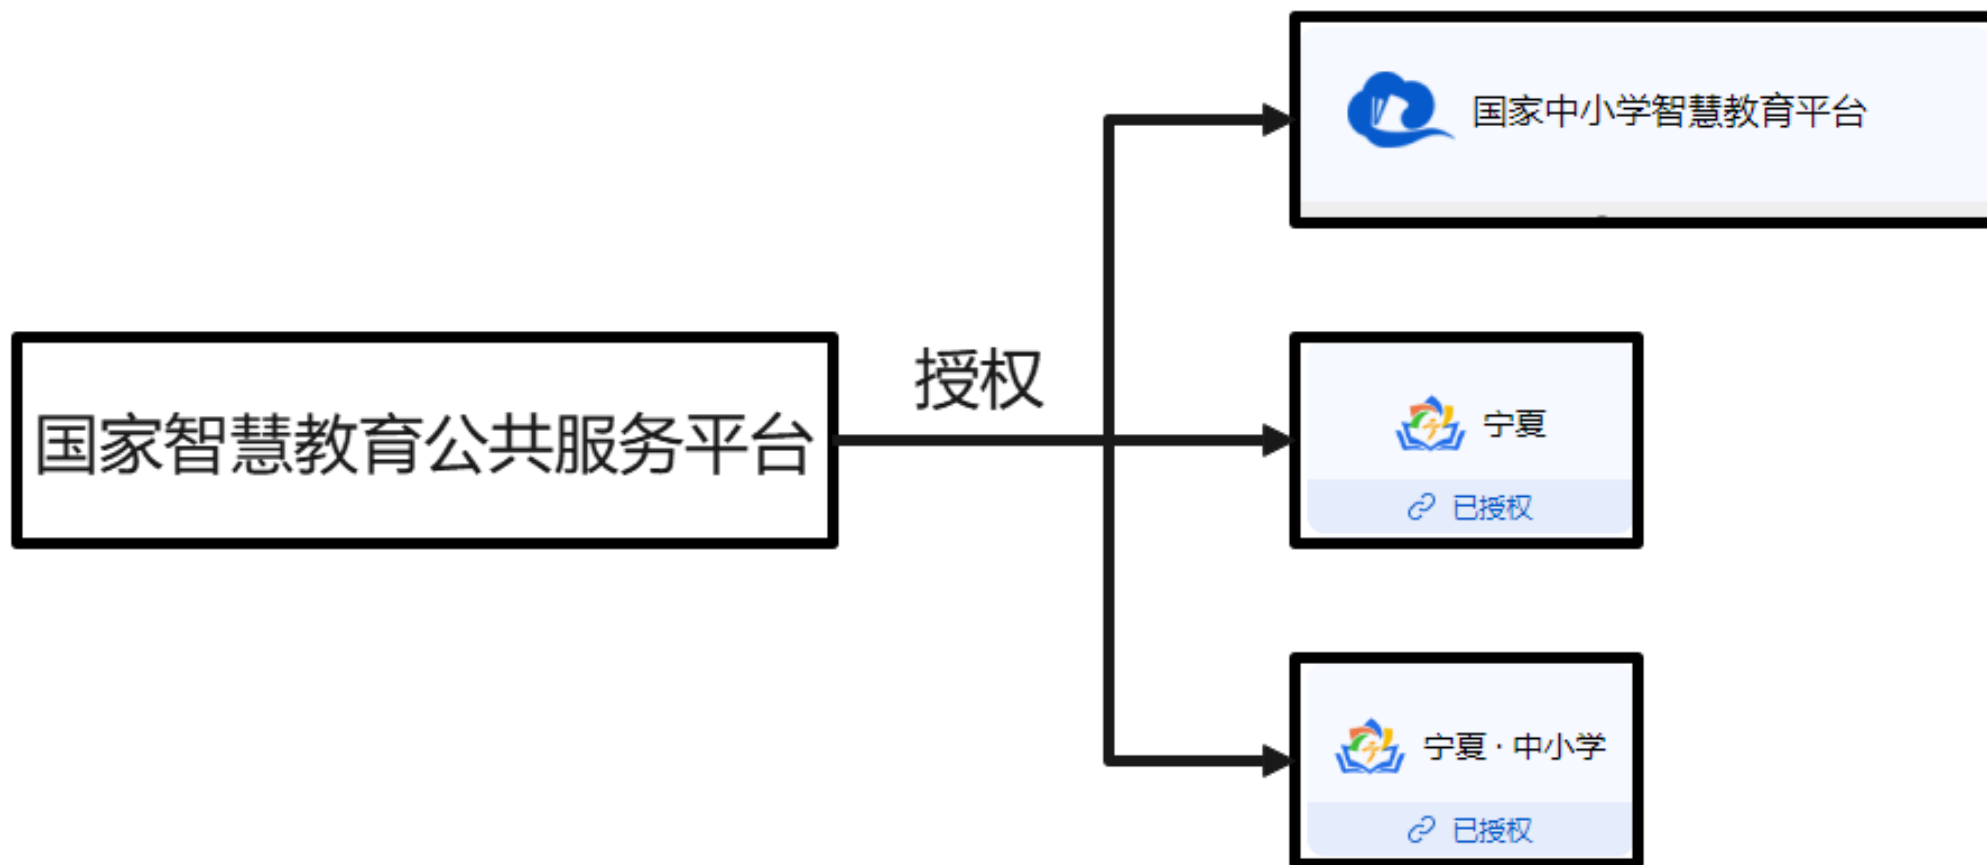 国家中小学智慧教育平台
国家智慧教育公共服务平台
授权
宁夏
已授权
宁夏·中小学
已授权